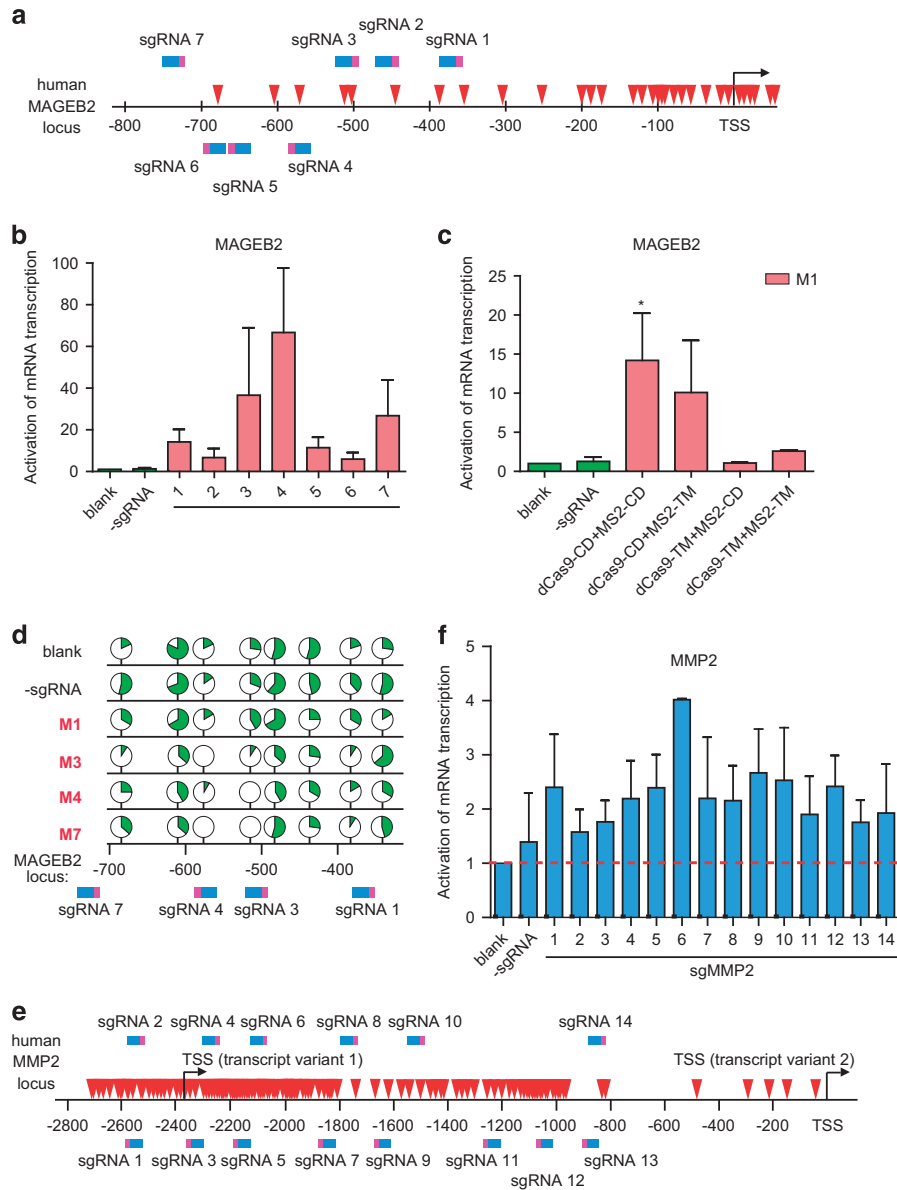 a
sgRNA 7
sgRNA 3
sgRNA 2
sgRNA 1
human
MAGEB2
locus
-800 -700 -600 -500 -400 -300 -200 -100 TSS
sgRNA 6
sgRNA 5
sgRNA 4
b
MAGEB2
Activation of mRNA transcription
100
80
60
40
20
0
blank -sgRNA 1 2 3 4 5 6 7
c
MAGEB2
M1
Activation of mRNA transcription
25
20
15
10
5
0
*
blank
-sgRNA
dCas9-CD+MS2-CD
dCas9-CD+MS2-TM
dCas9-TM+MS2-CD
dCas9-TM+MS2-TM
d
blank
-sgRNA
M1
M3
M4
M7
MAGEB2
locus:
-700 -600 -500 -400
sgRNA 7 sgRNA 4 sgRNA 3 sgRNA 1
f
MMP2
Activation of mRNA transcription
5
4
3
2
1
0
blank -sgRNA 1 2 3 4 5 6 7 8 9 10 11 12 13 14
sgMMP2
e
sgRNA 2 sgRNA 4 sgRNA 6 sgRNA 8 sgRNA 10 sgRNA 14
human
MMP2
locus
TSS (transcript variant 1)
TSS (transcript variant 2)
-2800 -2600 -2400 -2200 -2000 -1800 -1600 -1400 -1200 -1000 -800 -600 -400 -200 TSS
sgRNA 1 sgRNA 3 sgRNA 5 sgRNA 7 sgRNA 9 sgRNA 11 sgRNA 13
sgRNA 12